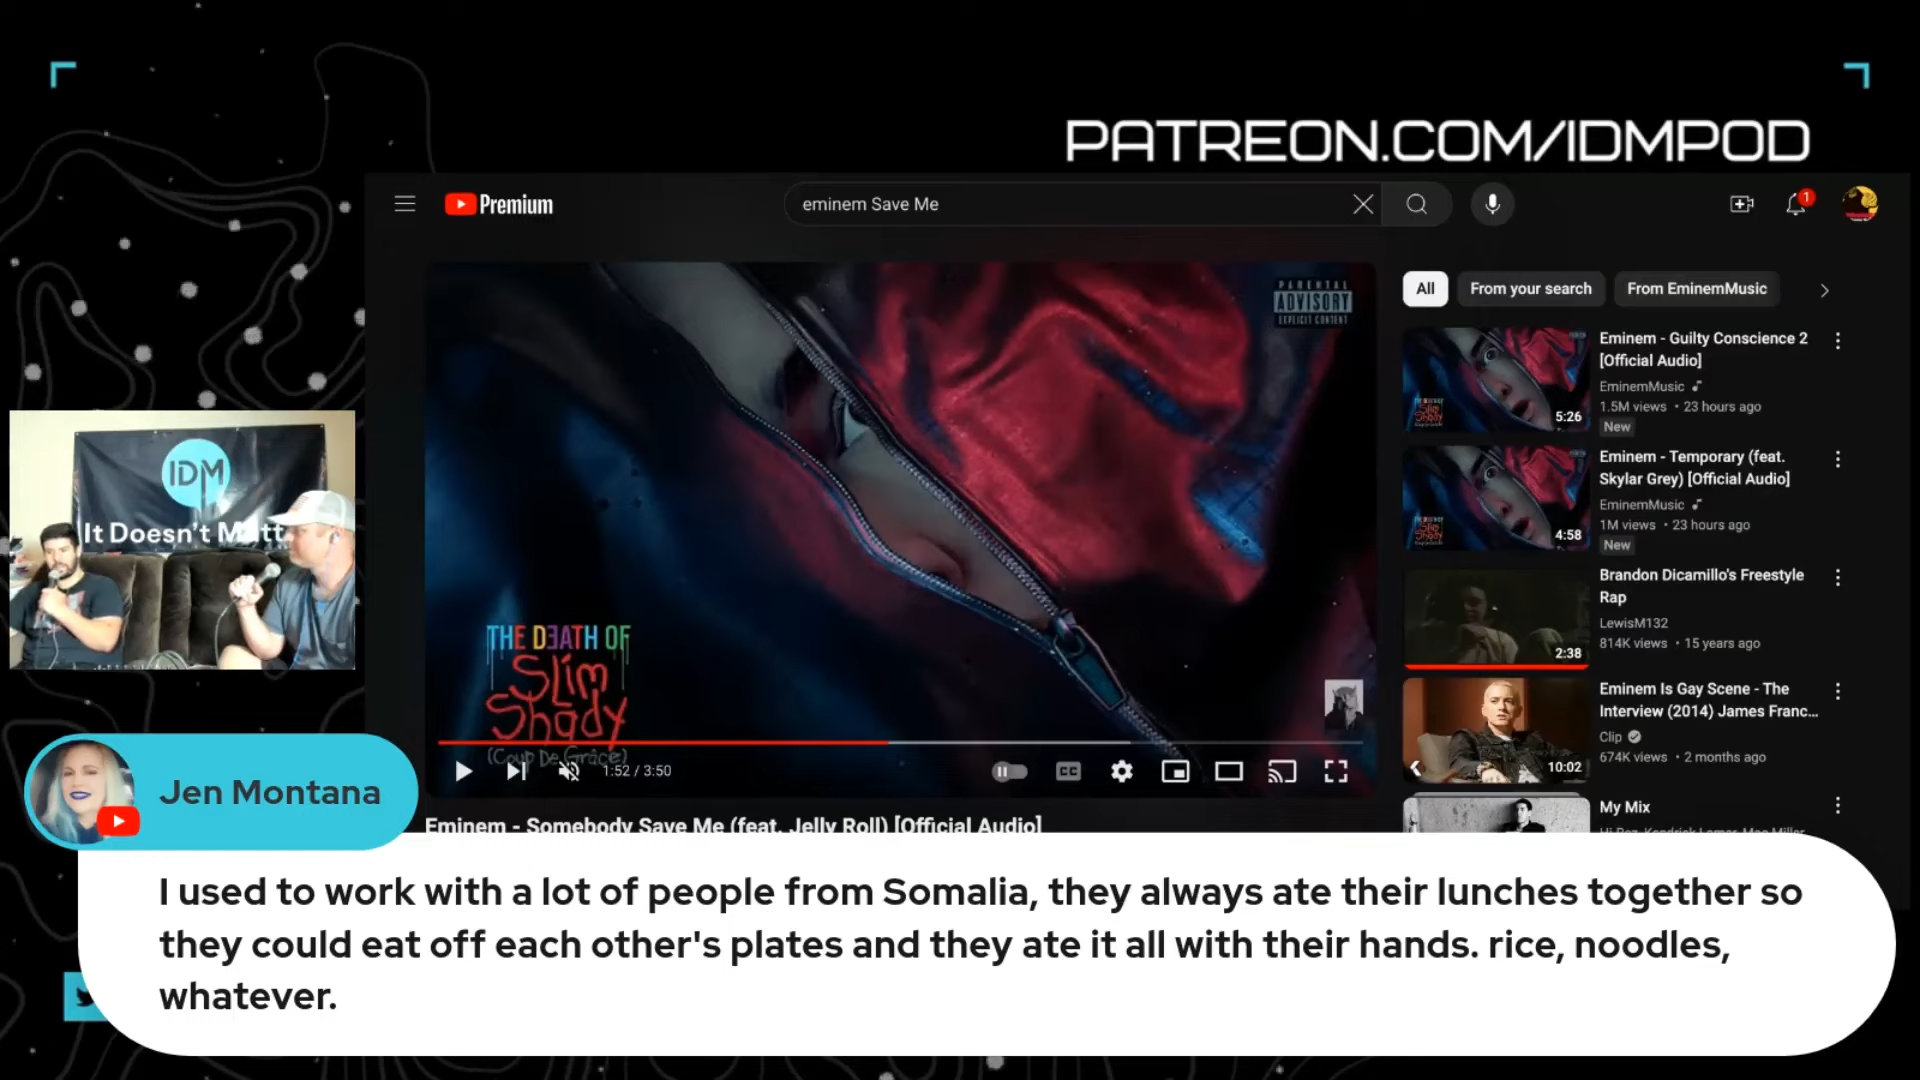 PATREON.COM/IDMPOD
Premium
eminem Save Me
1
PARENTAL
ADVISORY
EXPLICIT CONTENT
All
From your search
From EminemMusic
Eminem - Guilty Conscience 2
[Official Audio]
EminemMusic
1.5M views • 23 hours ago
New
5:26
Eminem - Temporary (feat.
Skylar Grey) [Official Audio]
EminemMusic
1M views • 23 hours ago
New
4:58
Brandon Dicamillo's Freestyle
Rap
LewisM132
814K views • 15 years ago
2:38
Eminem Is Gay Scene - The
Interview (2014) James Franc...
Clip
674K views • 2 months ago
10:02
My Mix
IDM
It Doesn't Matt
THE DEATH OF
Slim
Shady
(Coup De Grâce)
1:52 / 3:50
CC
Eminem - Somebody Save Me (feat. Jelly Roll) [Official Audio]
Jen Montana
I used to work with a lot of people from Somalia, they always ate their lunches together so
they could eat off each other's plates and they ate it all with their hands. rice, noodles,
whatever.